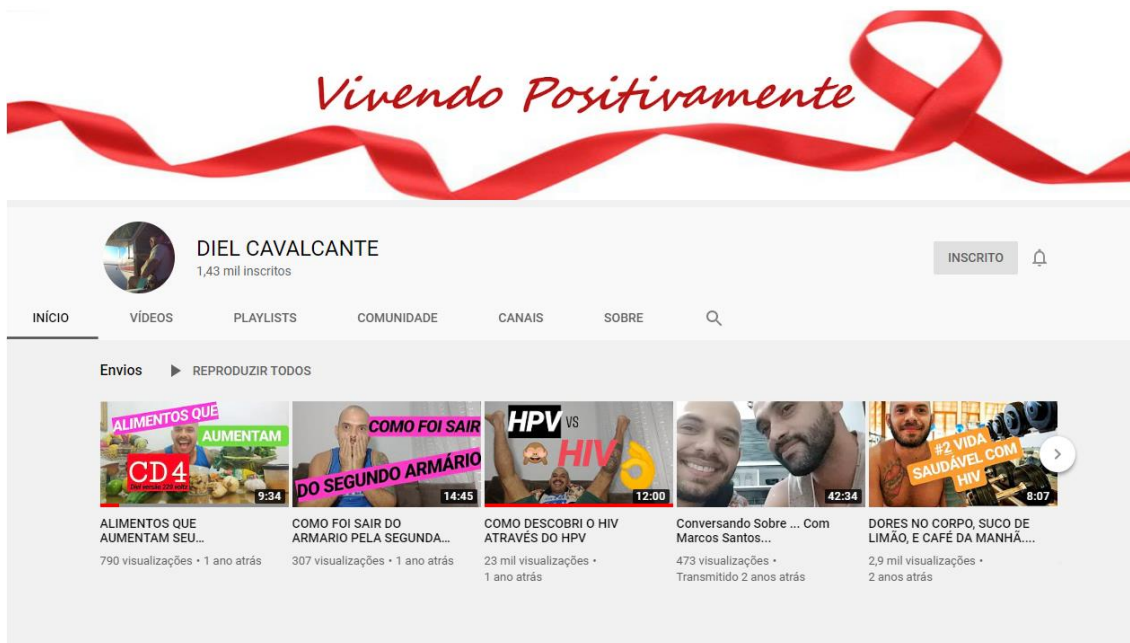 Vivendo Positivamente
DIEL CAVALCANTE
1,43 mil inscritos
INSCRITO
INÍCIO VÍDEOS PLAYLISTS COMUNIDADE CANAIS SOBRE
Envios REPRODUZIR TODOS
ALIMENTOS QUE
AUMENTAM
CD4
Diel versão 220 volts
9:34
COMO FOI SAIR
DO SEGUNDO ARMÁRIO
14:45
HPV VS
HIV
12:00
42:34
#2 VIDA
SAUDÁVEL COM
HIV
8:07
ALIMENTOS QUE
AUMENTAM SEU...
790 visualizações • 1 ano atrás
COMO FOI SAIR DO
ARMARIO PELA SEGUNDA...
307 visualizações • 1 ano atrás
COMO DESCOBRI O HIV
ATRAVÉS DO HPV
23 mil visualizações •
1 ano atrás
Conversando Sobre ... Com
Marcos Santos...
473 visualizações •
Transmitido 2 anos atrás
DORES NO CORPO, SUCO DE
LIMÃO, E CAFÉ DA MANHÃ....
2,9 mil visualizações •
2 anos atrás